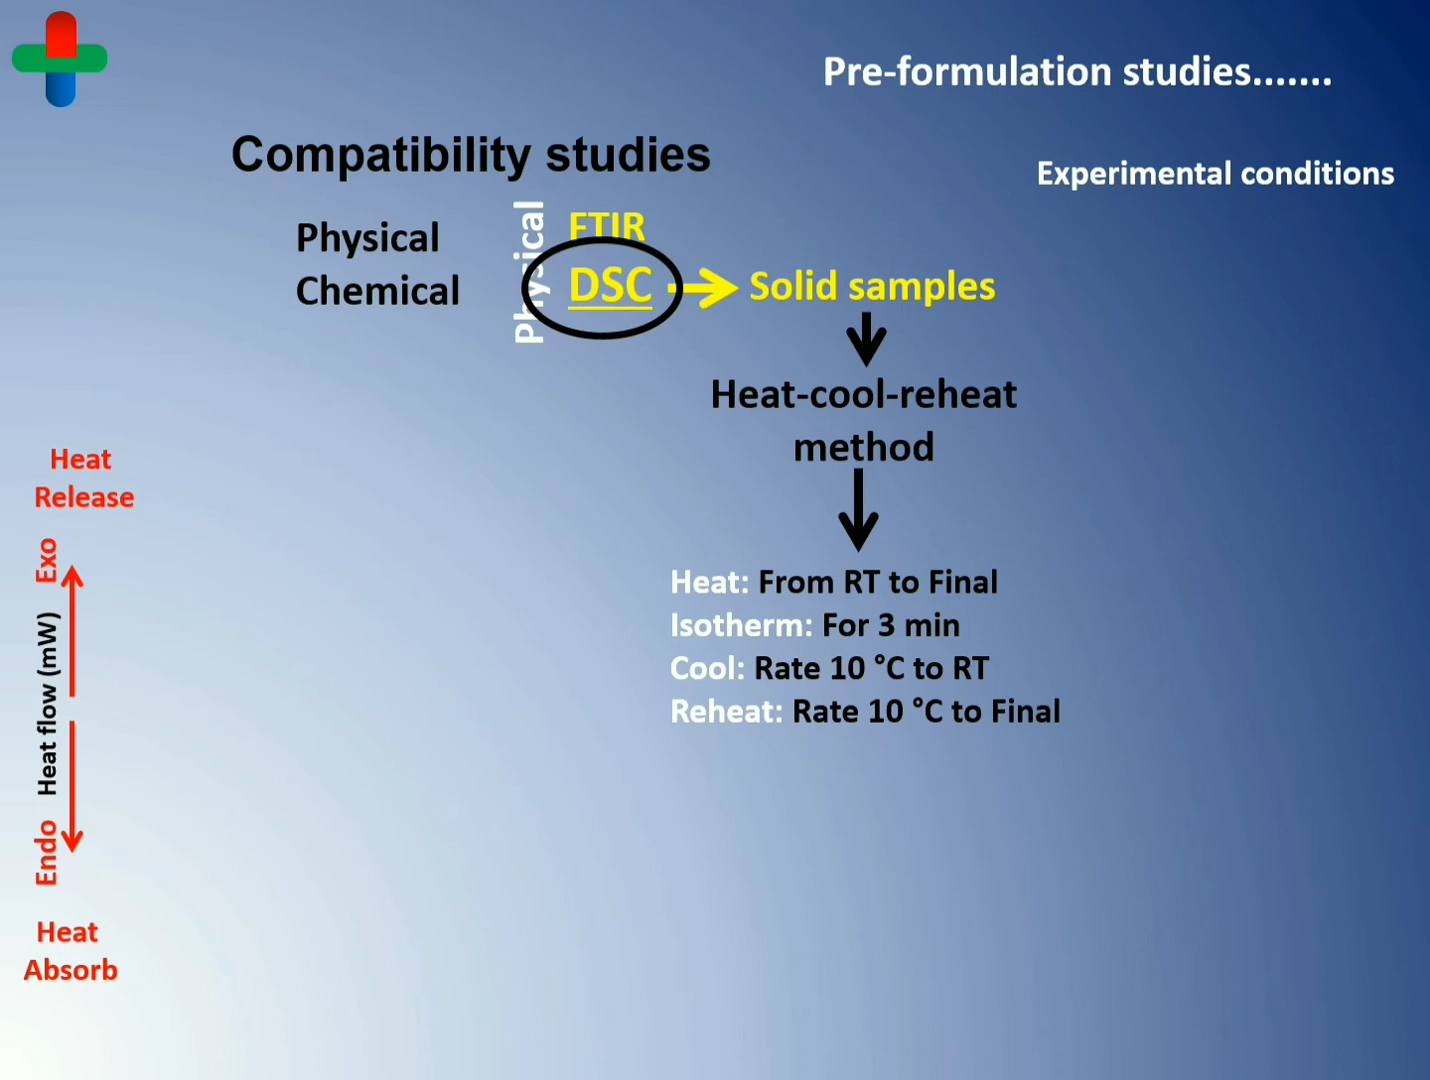 Pre-formulation studies.......
Compatibility studies
Experimental conditions
Physical
Chemical
Physical
FTIR
DSC
Solid samples
Heat-cool-reheat
method
Heat: From RT to Final
Isotherm: For 3 min
Cool: Rate 10 °C to RT
Reheat: Rate 10 °C to Final
Heat
Release
Exo
Heat flow (mW)
Endo
Heat
Absorb